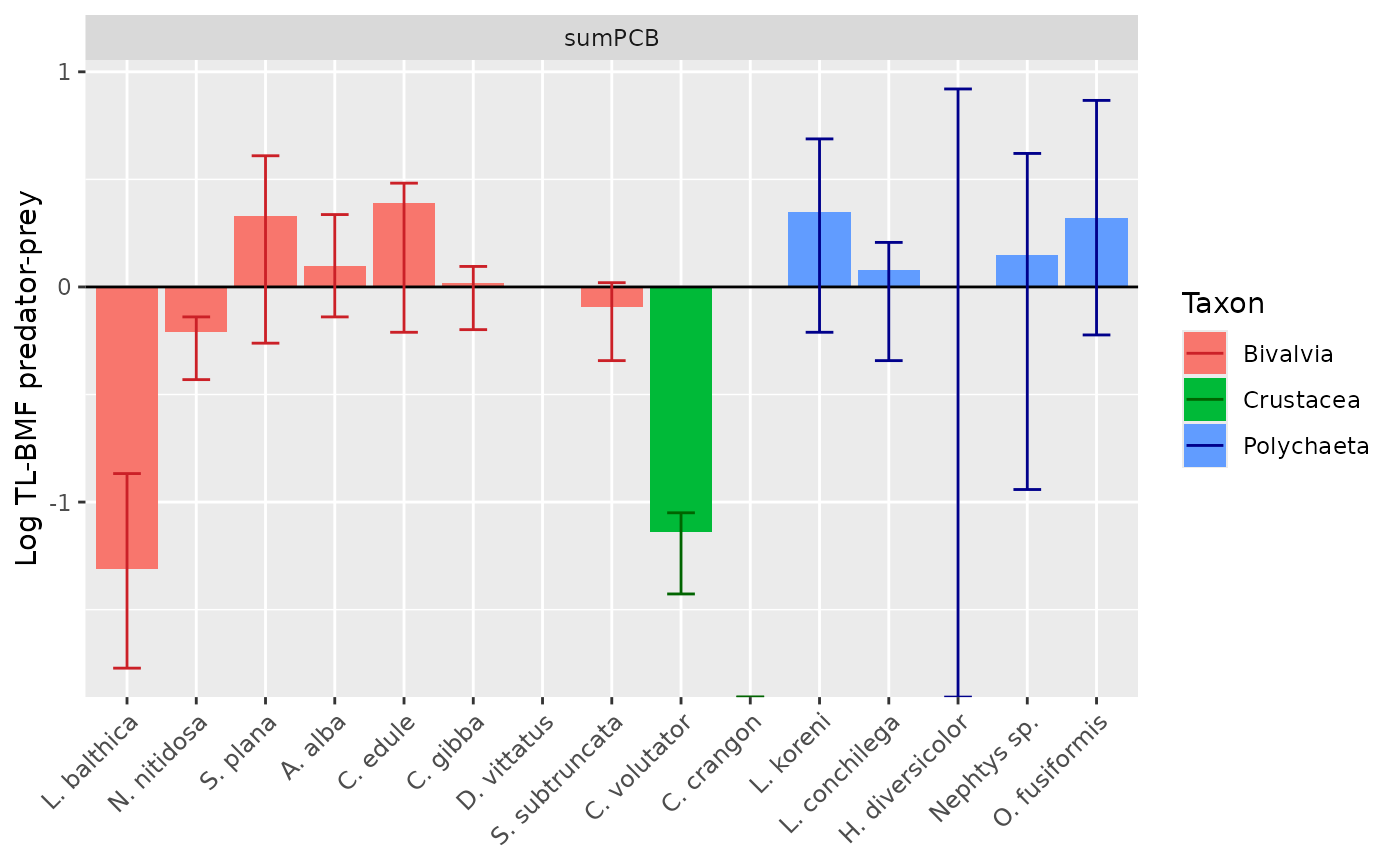 sumPCB
Log TL-BMF predator-prey
1
0
-1
L. balthica
N. nitidosa
S. plana
A. alba
C. edule
C. gibba
D. vittatus
S. subtruncata
C. volutator
C. crangon
L. koreni
L. conchilega
H. diversicolor
Nephtys sp.
O. fusiformis
Taxon
Bivalvia
Crustacea
Polychaeta